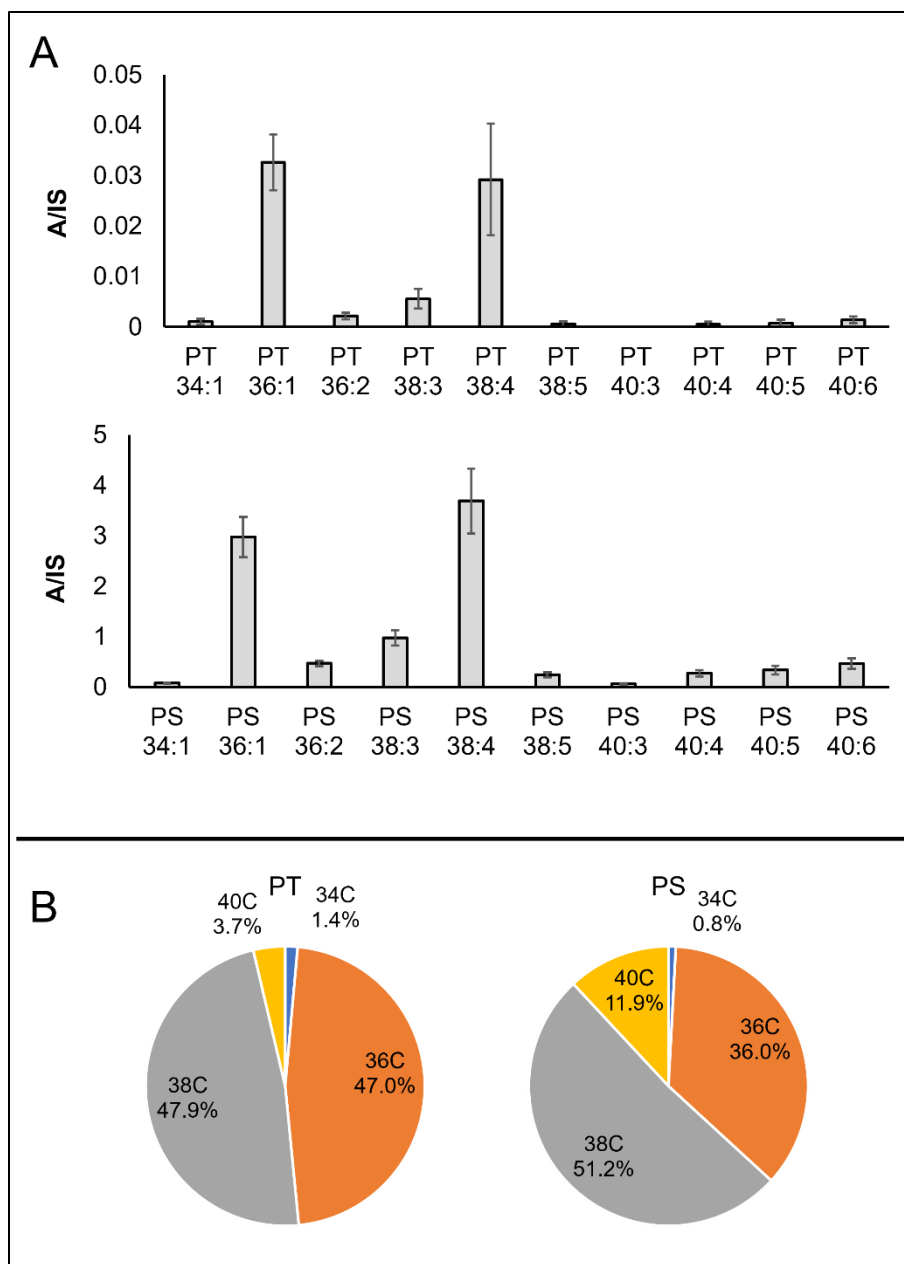 A
0.05
0.04
0.03
0.02
0.01
0
A/IS
PT PT PT PT PT PT PT PT PT PT
34:1 36:1 36:2 38:3 38:4 38:5 40:3 40:4 40:5 40:6
5
4
3
2
1
0
A/IS
PS PS PS PS PS PS PS PS PS PS
34:1 36:1 36:2 38:3 38:4 38:5 40:3 40:4 40:5 40:6
B
PT
40C
3.7%
34C
1.4%
36C
47.0%
38C
47.9%
PS
34C
0.8%
40C
11.9%
36C
36.0%
38C
51.2%